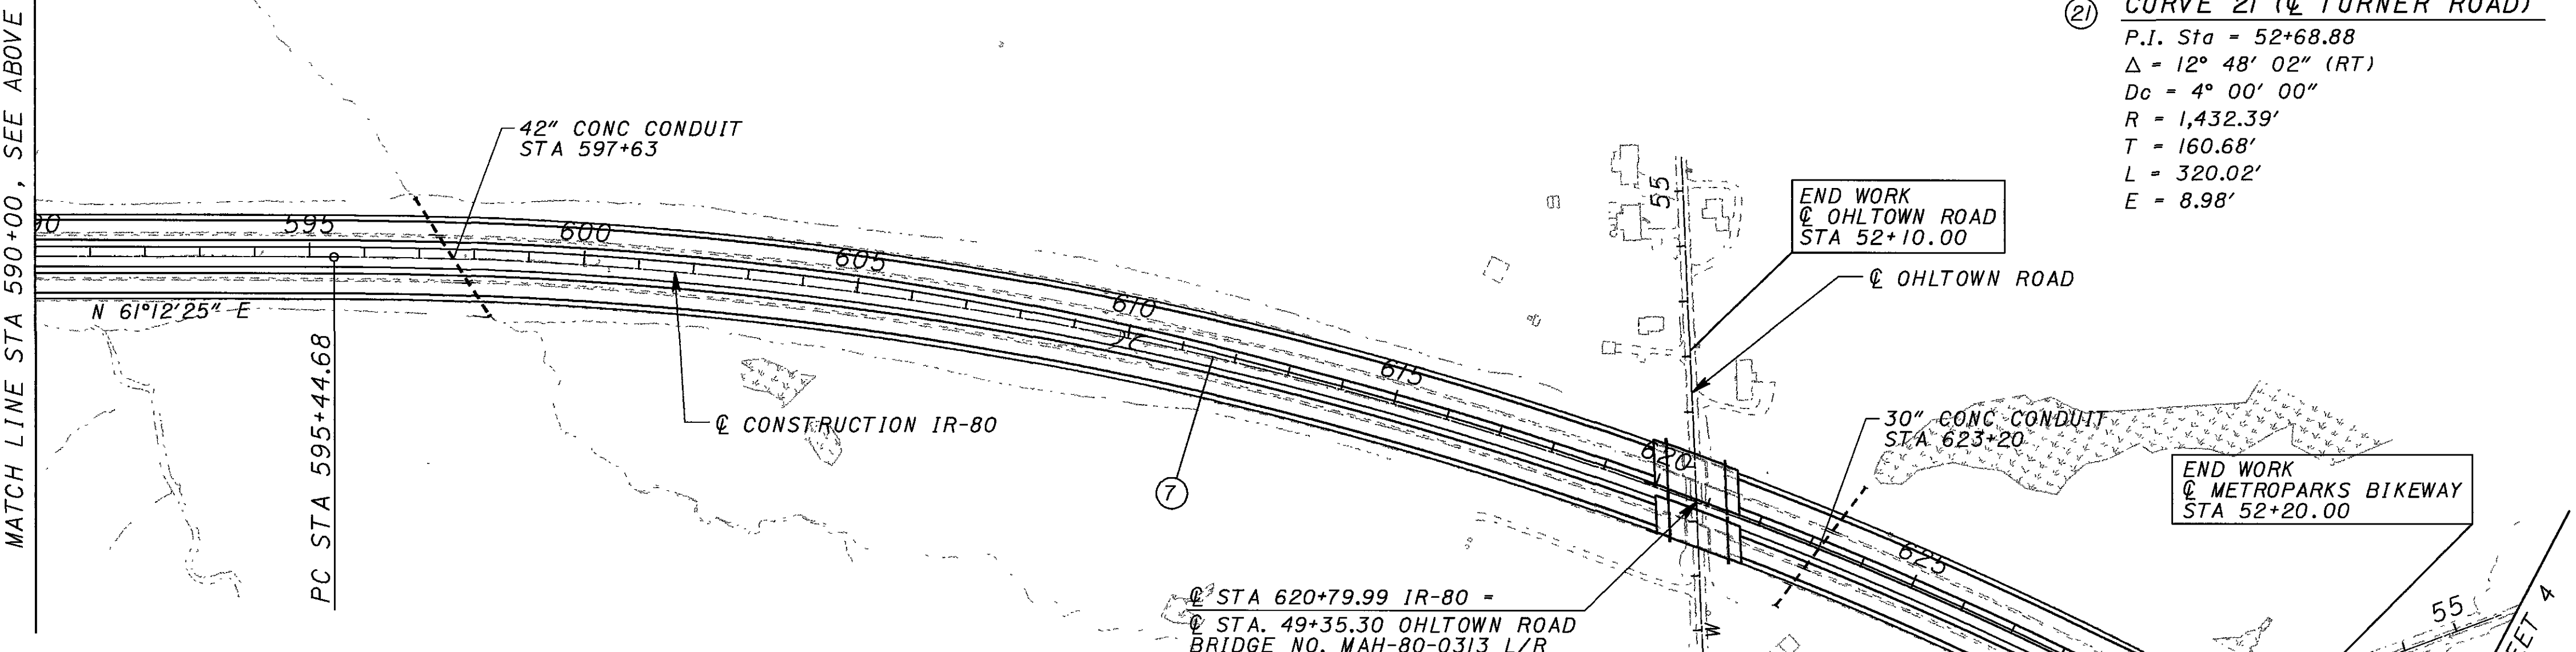 MATCH LINE STA 590+00, SEE ABOVE
595
600
605
610
615
620
625
N 61°12'25" E
PC STA 595+44.68
42" CONC CONDUIT
STA 597+63
℄ CONSTRUCTION IR-80
7
55
END WORK
℄ OHLTOWN ROAD
STA 52+10.00
℄ OHLTOWN ROAD
30" CONC CONDUIT
STA 623+20
℄ STA 620+79.99 IR-80 =
℄ STA. 49+35.30 OHLTOWN ROAD
BRIDGE NO. MAH-80-0313 L/R
END WORK
℄ METROPARKS BIKEWAY
STA 52+20.00
55
21 CURVE 21 (℄ TURNER ROAD)
P.I. Sta = 52+68.88
Δ = 12° 48' 02" (RT)
Dc = 4° 00' 00"
R = 1,432.39'
T = 160.68'
L = 320.02'
E = 8.98'